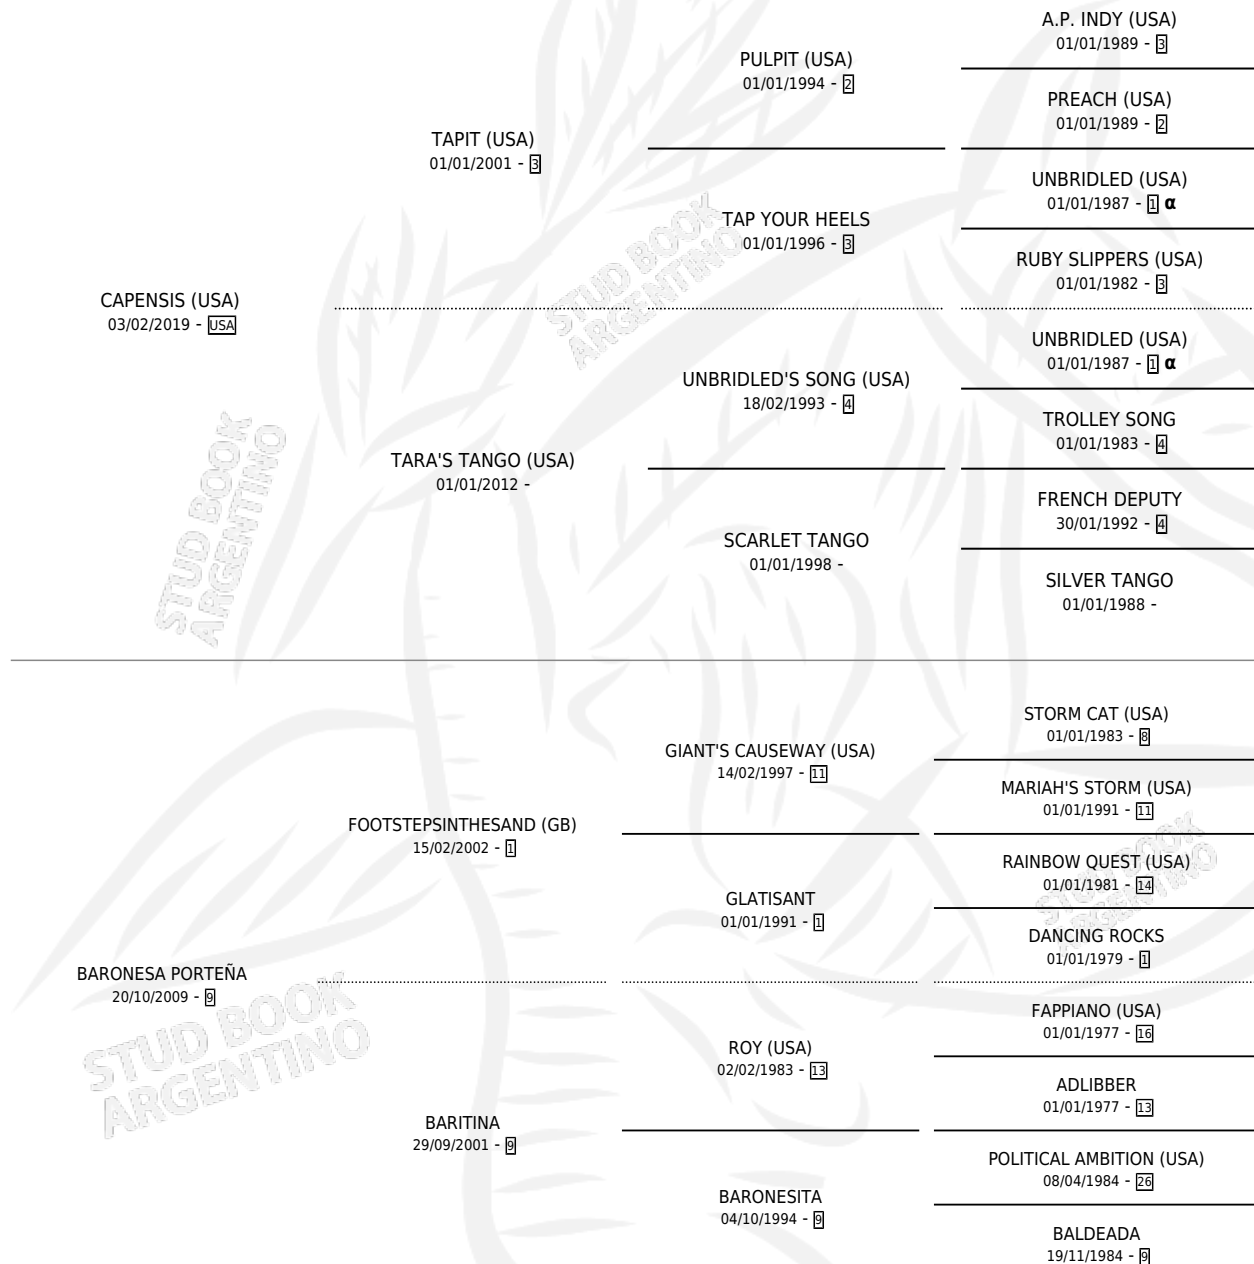 A.P. INDY (USA)
01/01/1989 - 3
PULPIT (USA)
01/01/1994 - 2
PREACH (USA)
01/01/1989 - 2
TAPIT (USA)
01/01/2001 - 3
UNBRIDLED (USA)
01/01/1987 - 1 α
TAP YOUR HEELS
01/01/1996 - 3
RUBY SLIPPERS (USA)
01/01/1982 - 3
STUD BOOK
ARGENTINO
CAPENSIS (USA)
03/02/2019 - USA
UNBRIDLED (USA)
01/01/1987 - 1 α
UNBRIDLED'S SONG (USA)
18/02/1993 - 4
TROLLEY SONG
01/01/1983 - 4
TARA'S TANGO (USA)
01/01/2012 -
FRENCH DEPUTY
30/01/1992 - 4
SCARLET TANGO
01/01/1998 -
SILVER TANGO
01/01/1988 -
STUD BOOK
ARGENTINO
STORM CAT (USA)
01/01/1983 - 8
GIANT'S CAUSEWAY (USA)
14/02/1997 - 11
MARIAH'S STORM (USA)
01/01/1991 - 11
FOOTSTEPSINTHESAND (GB)
15/02/2002 - 1
RAINBOW QUEST (USA)
01/01/1981 - 14
STUD BOOK
ARGENTINO
GLATISANT
01/01/1991 - 1
DANCING ROCKS
01/01/1979 - 1
BARONESA PORTEÑA
20/10/2009 - 9
STUD BOOK
ARGENTINO
FAPPIANO (USA)
01/01/1977 - 16
ROY (USA)
02/02/1983 - 13
ADLIBBER
01/01/1977 - 13
BARITINA
29/09/2001 - 9
POLITICAL AMBITION (USA)
08/04/1984 - 26
BARONESITA
04/10/1994 - 9
BALDEADA
19/11/1984 - 9